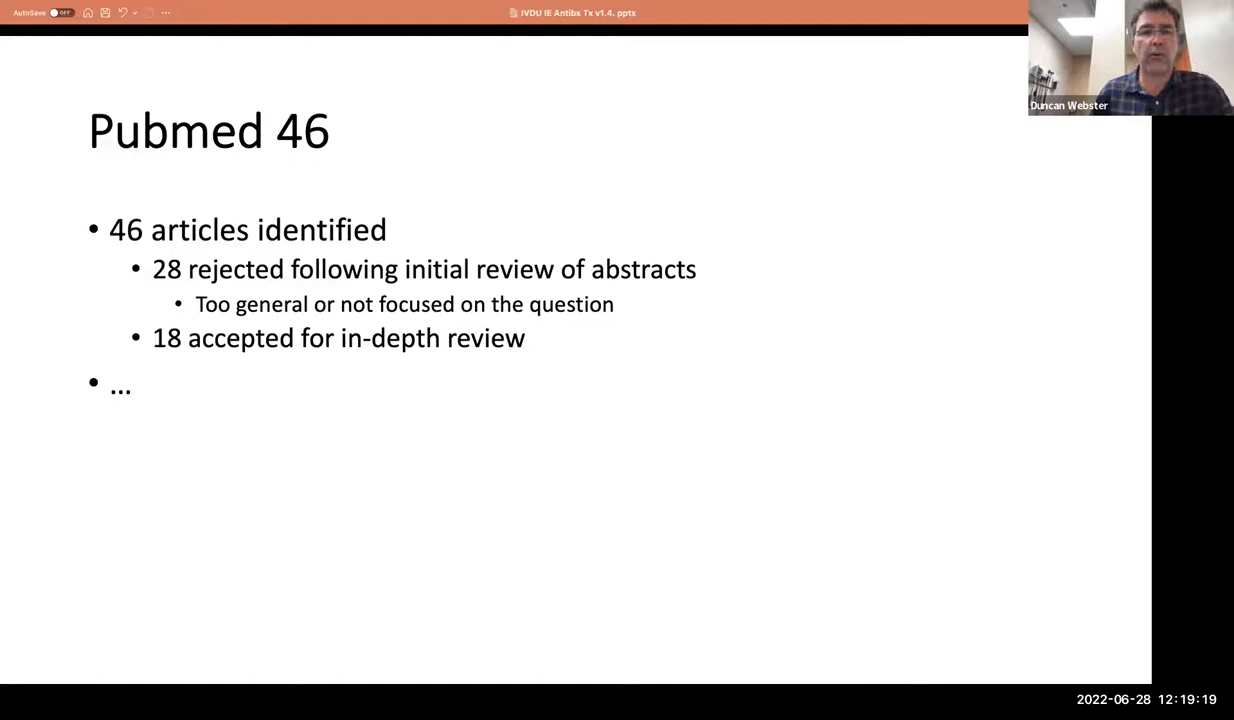 AutoSave OFF
IVDU IE Antibx Tx v1.4. pptx
Duncan Webster
Pubmed 46
• 46 articles identified
• 28 rejected following initial review of abstracts
• Too general or not focused on the question
• 18 accepted for in-depth review
• ...
2022-06-28 12:19:19